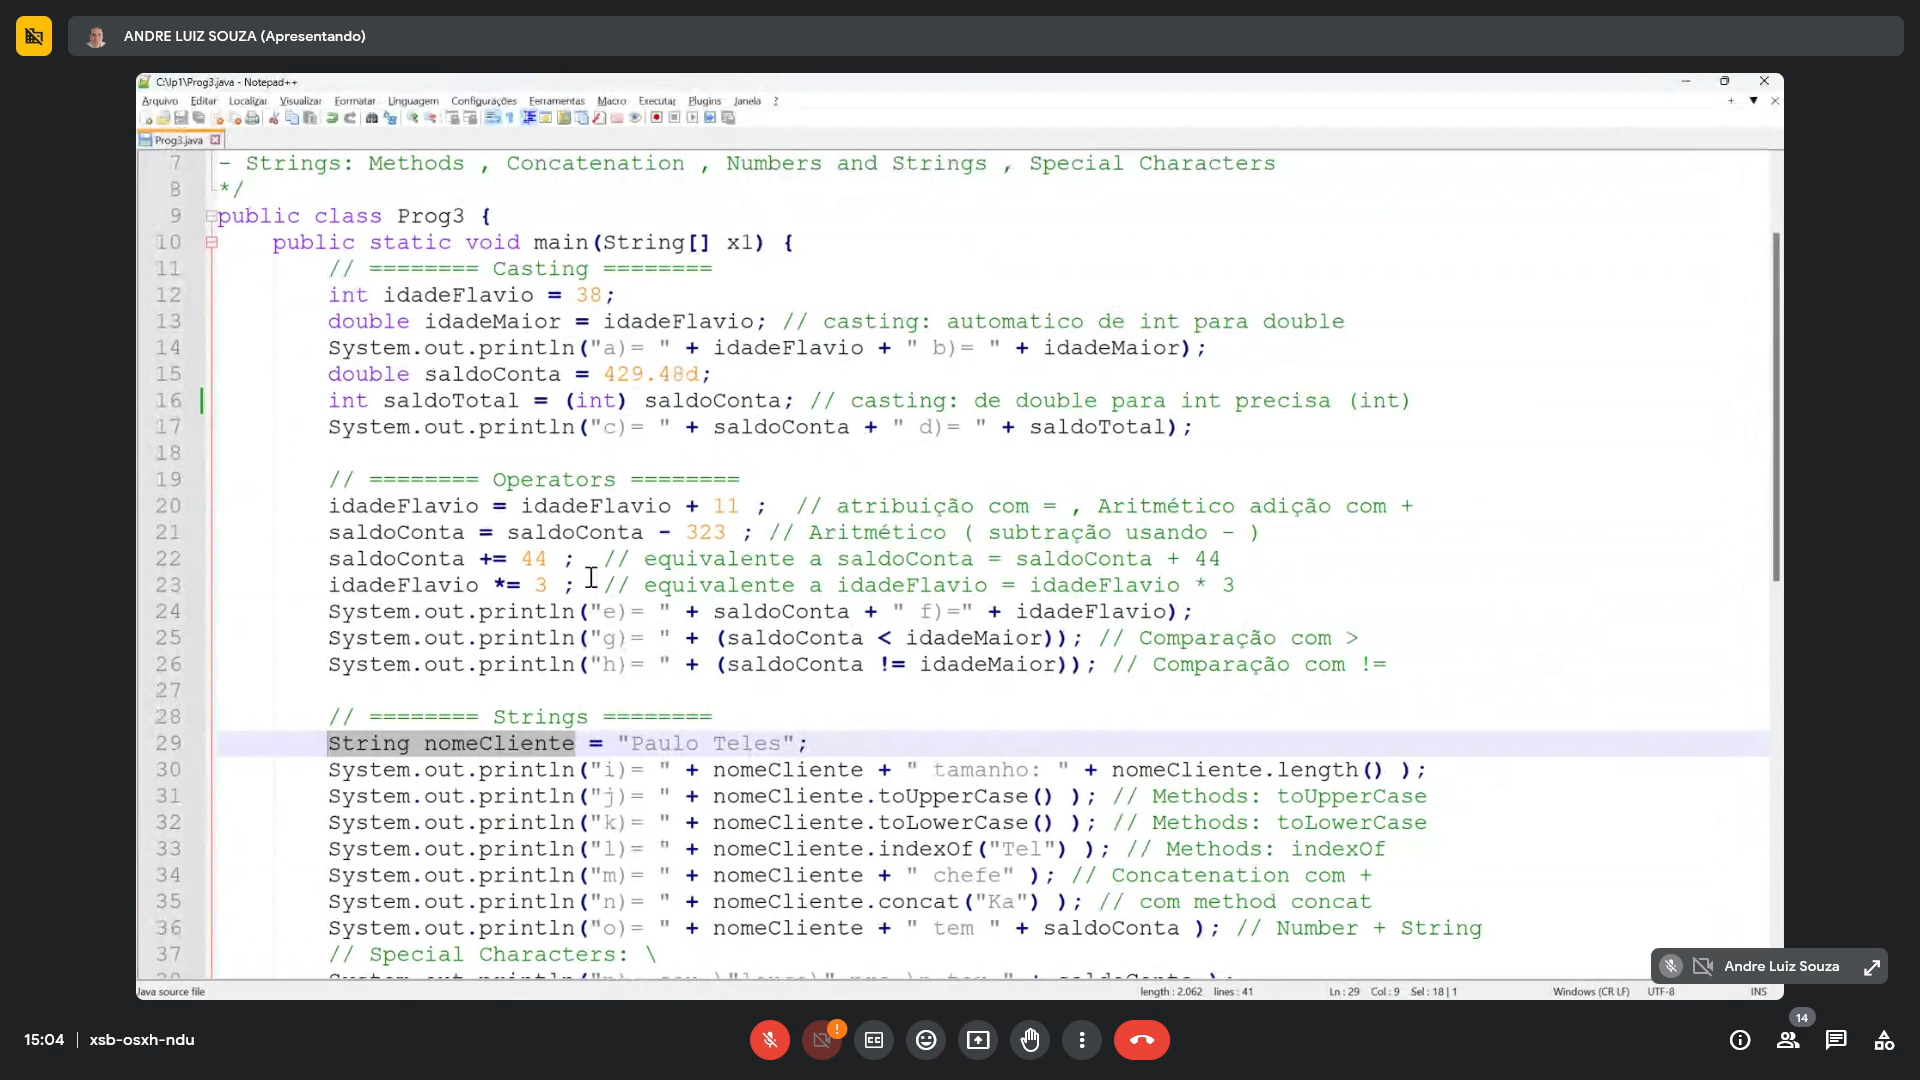 ANDRE LUIZ SOUZA (Apresentando)
C:\lp1\Prog3.java - Notepad++
Arquivo Editar Localizar Visualizar Formatar Linguagem Configurações Ferramentas Macro Executar Plugins Janela ?
Prog3.java
7 - Strings: Methods , Concatenation , Numbers and Strings , Special Characters
8 */
9 public class Prog3 {
10 public static void main(String[] x1) {
11 // ======== Casting ========
12 int idadeFlavio = 38;
13 double idadeMaior = idadeFlavio; // casting: automatico de int para double
14 System.out.println("a)= " + idadeFlavio + " b)= " + idadeMaior);
15 double saldoConta = 429.48d;
16 int saldoTotal = (int) saldoConta; // casting: de double para int precisa (int)
17 System.out.println("c)= " + saldoConta + " d)= " + saldoTotal);
18
19 // ======== Operators ========
20 idadeFlavio = idadeFlavio + 11 ; // atribuição com = , Aritmético adição com +
21 saldoConta = saldoConta - 323 ; // Aritmético ( subtração usando - )
22 saldoConta += 44 ; // equivalente a saldoConta = saldoConta + 44
23 idadeFlavio *= 3 ; // equivalente a idadeFlavio = idadeFlavio * 3
24 System.out.println("e)= " + saldoConta + " f)=" + idadeFlavio);
25 System.out.println("g)= " + (saldoConta < idadeMaior)); // Comparação com >
26 System.out.println("h)= " + (saldoConta != idadeMaior)); // Comparação com !=
27
28 // ======== Strings ========
29 String nomeCliente = "Paulo Teles";
30 System.out.println("i)= " + nomeCliente + " tamanho: " + nomeCliente.length() );
31 System.out.println("j)= " + nomeCliente.toUpperCase() ); // Methods: toUpperCase
32 System.out.println("k)= " + nomeCliente.toLowerCase() ); // Methods: toLowerCase
33 System.out.println("l)= " + nomeCliente.indexOf("Tel") ); // Methods: indexOf
34 System.out.println("m)= " + nomeCliente + " chefe" ); // Concatenation com +
35 System.out.println("n)= " + nomeCliente.concat("Ka") ); // com method concat
36 System.out.println("o)= " + nomeCliente + " tem " + saldoConta ); // Number + String
37 // Special Characters: \
Andre Luiz Souza
Java source file length : 2.062 lines : 41 Ln : 29 Col : 9 Sel : 18 | 1 Windows (CR LF) UTF-8 INS
15:04 | xsb-osxh-ndu
14